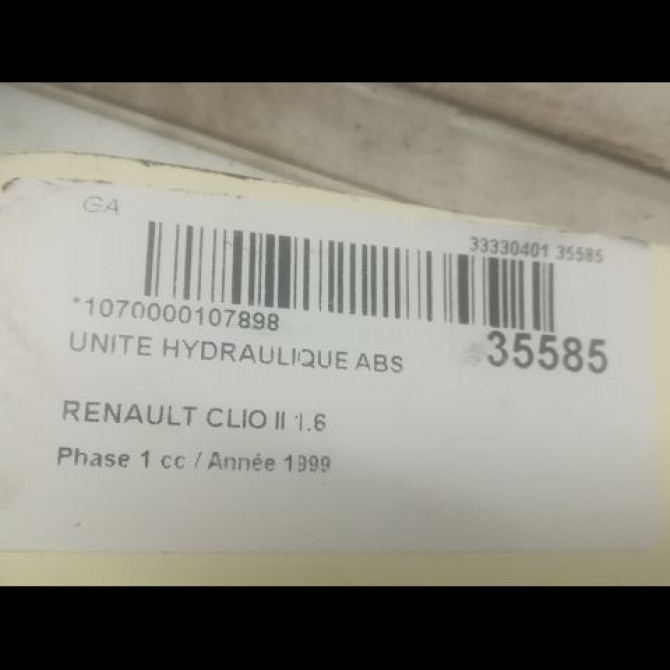 GA
33330401 35585
*1070000107898
35585
UNITE HYDRAULIQUE ABS
RENAULT CLIO II 1.6
Phase 1 cc / Année 1999